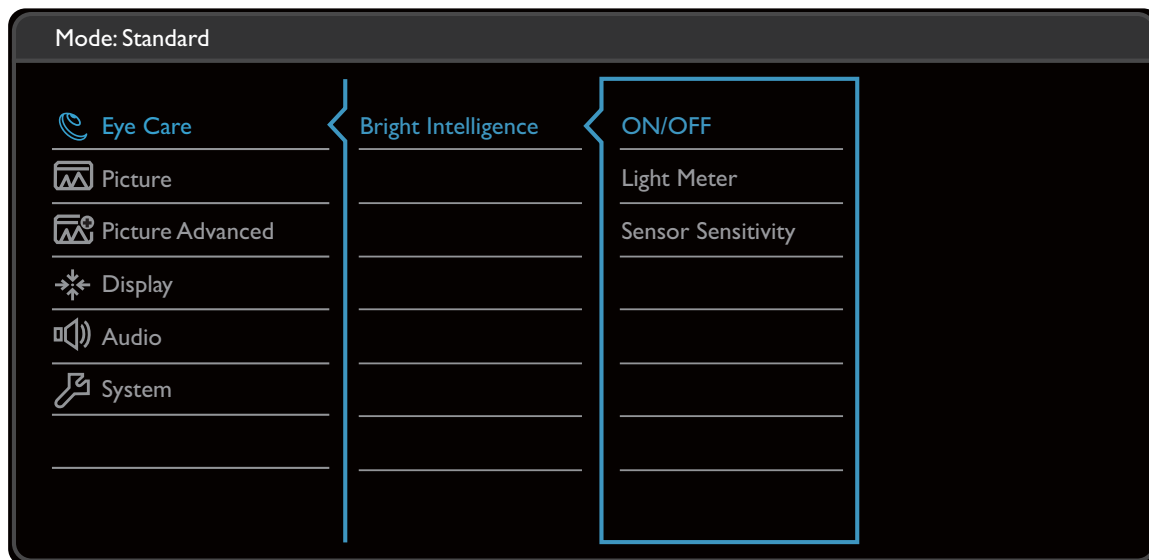 Mode: Standard
Eye Care
Picture
Picture Advanced
Display
Audio
System
Bright Intelligence
ON/OFF
Light Meter
Sensor Sensitivity